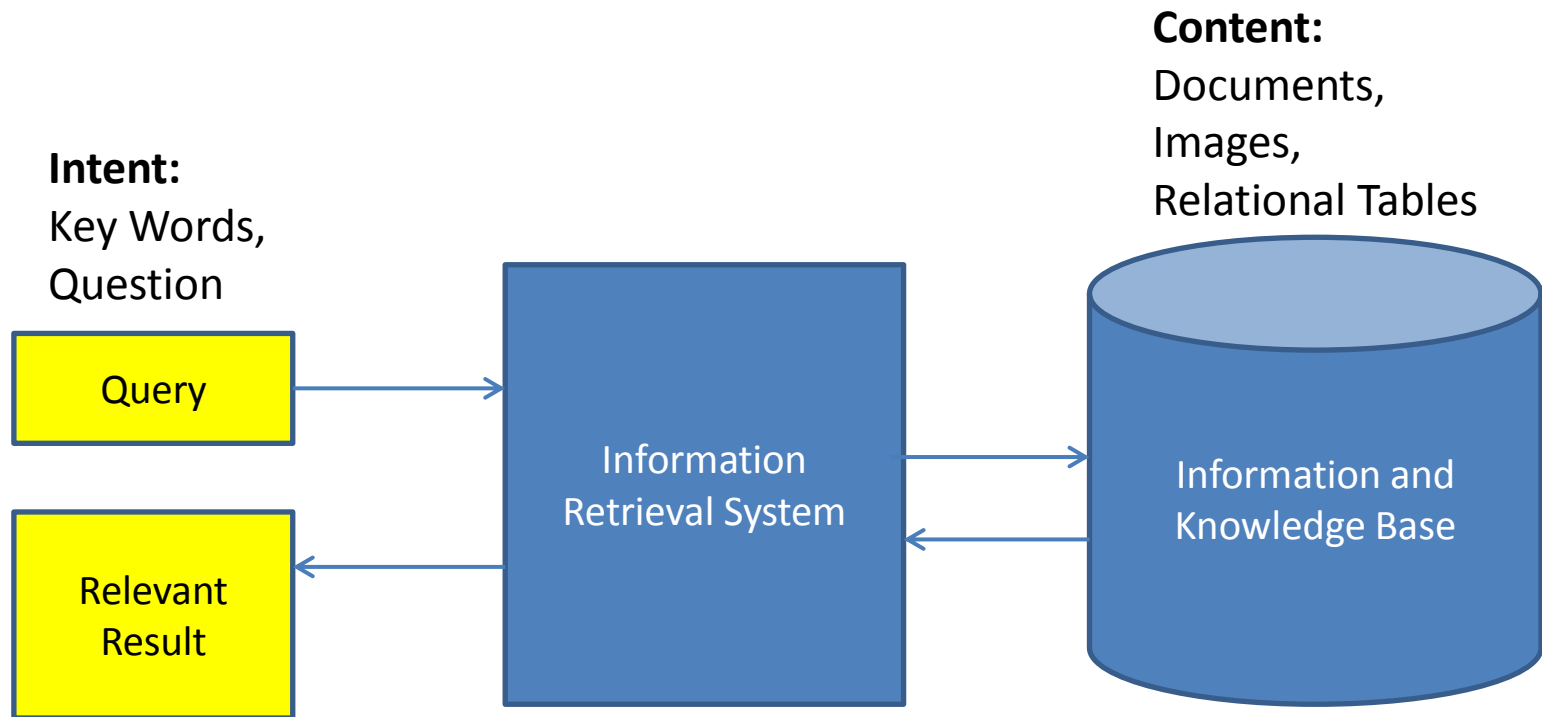 Content:
Documents,
Images,
Relational Tables
Intent:
Key Words,
Question
Query
Relevant
Result
Information
Retrieval System
Information and
Knowledge Base